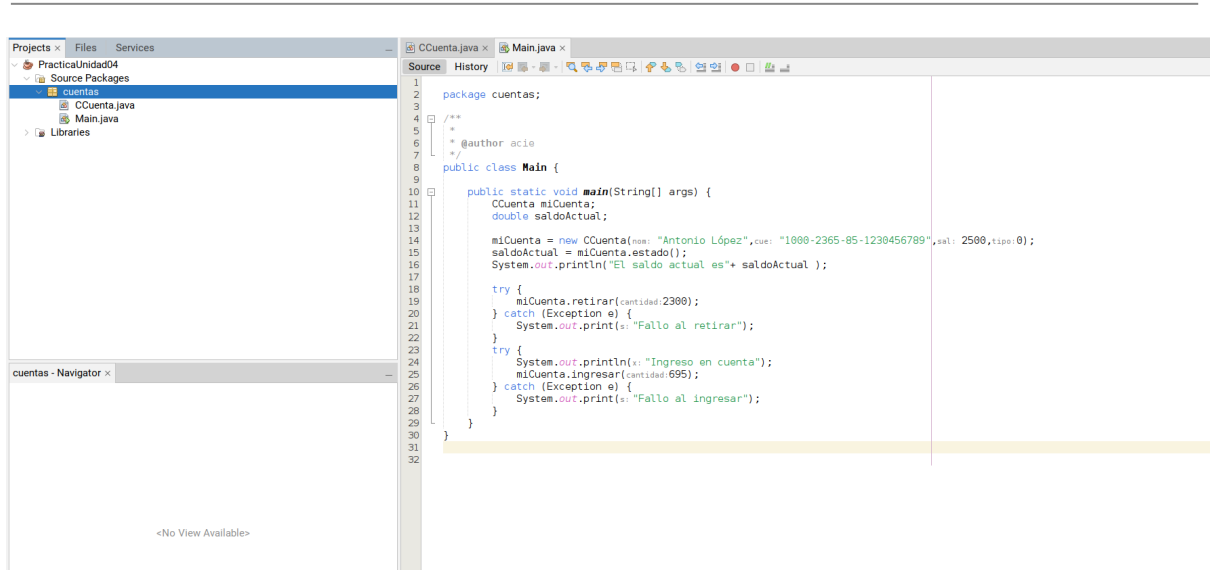 Projects × Files Services
PracticaUnidad04
Source Packages
cuentas
CCuenta.java
Main.java
Libraries
cuentas - Navigator ×
<No View Available>
CCuenta.java × Main.java ×
Source History
1
2 package cuentas;
3
4 /**
5 *
6 * @author acie
7 */
8 public class Main {
9
10 public static void main(String[] args) {
11 CCuenta miCuenta;
12 double saldoActual;
13
14 miCuenta = new CCuenta(nom: "Antonio López",cue: "1000-2365-85-1230456789",sal: 2500,tipo:0);
15 saldoActual = miCuenta.estado();
16 System.out.println("El saldo actual es"+ saldoActual );
17
18 try {
19 miCuenta.retirar(cantidad:2300);
20 } catch (Exception e) {
21 System.out.print(s: "Fallo al retirar");
22 }
23 try {
24 System.out.println(x: "Ingreso en cuenta");
25 miCuenta.ingresar(cantidad:695);
26 } catch (Exception e) {
27 System.out.print(s: "Fallo al ingresar");
28 }
29 }
30 }
31
32